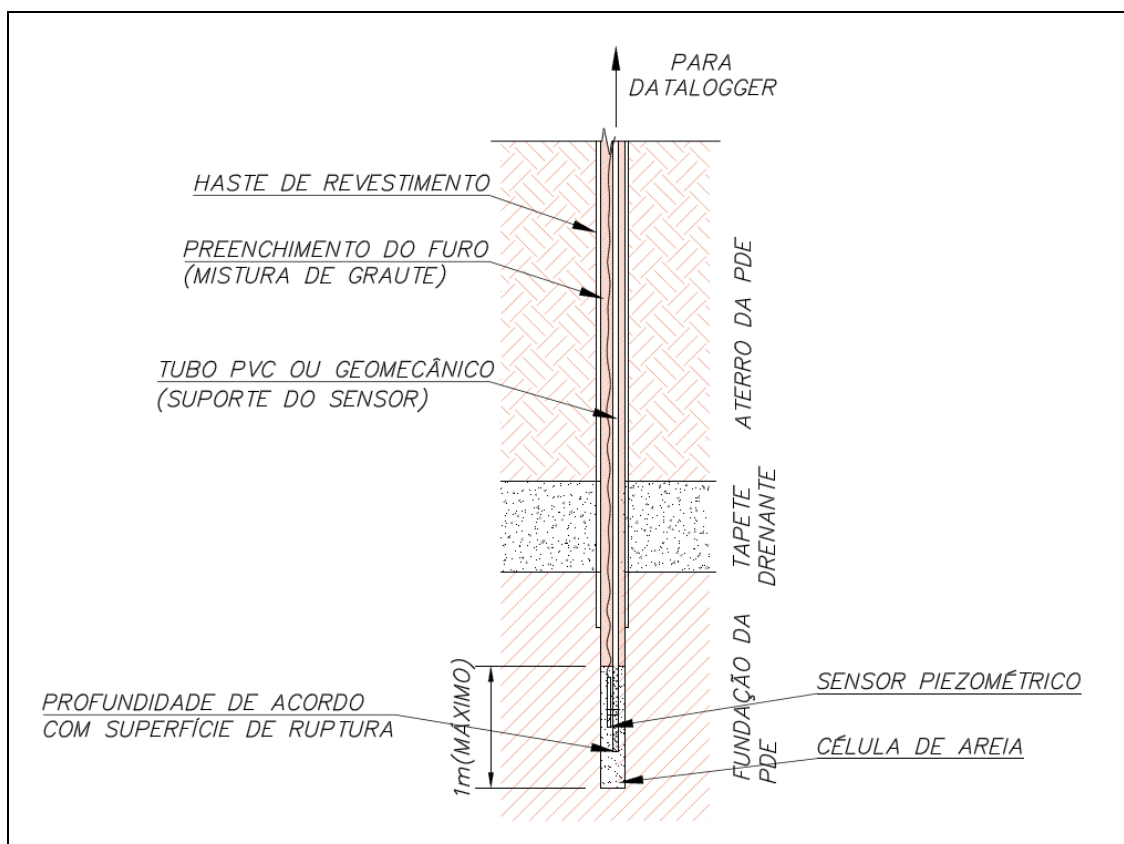 PARA
DATALOGGER
HASTE DE REVESTIMENTO
PREENCHIMENTO DO FURO
(MISTURA DE GRAUTE)
TUBO PVC OU GEOMECÂNICO
(SUPORTE DO SENSOR)
ATERRO DA PDE
TAPETE
DRENANTE
FUNDAÇÃO DA
PDE
1m(MÁXIMO)
PROFUNDIDADE DE ACORDO
COM SUPERFÍCIE DE RUPTURA
SENSOR PIEZOMÉTRICO
CÉLULA DE AREIA